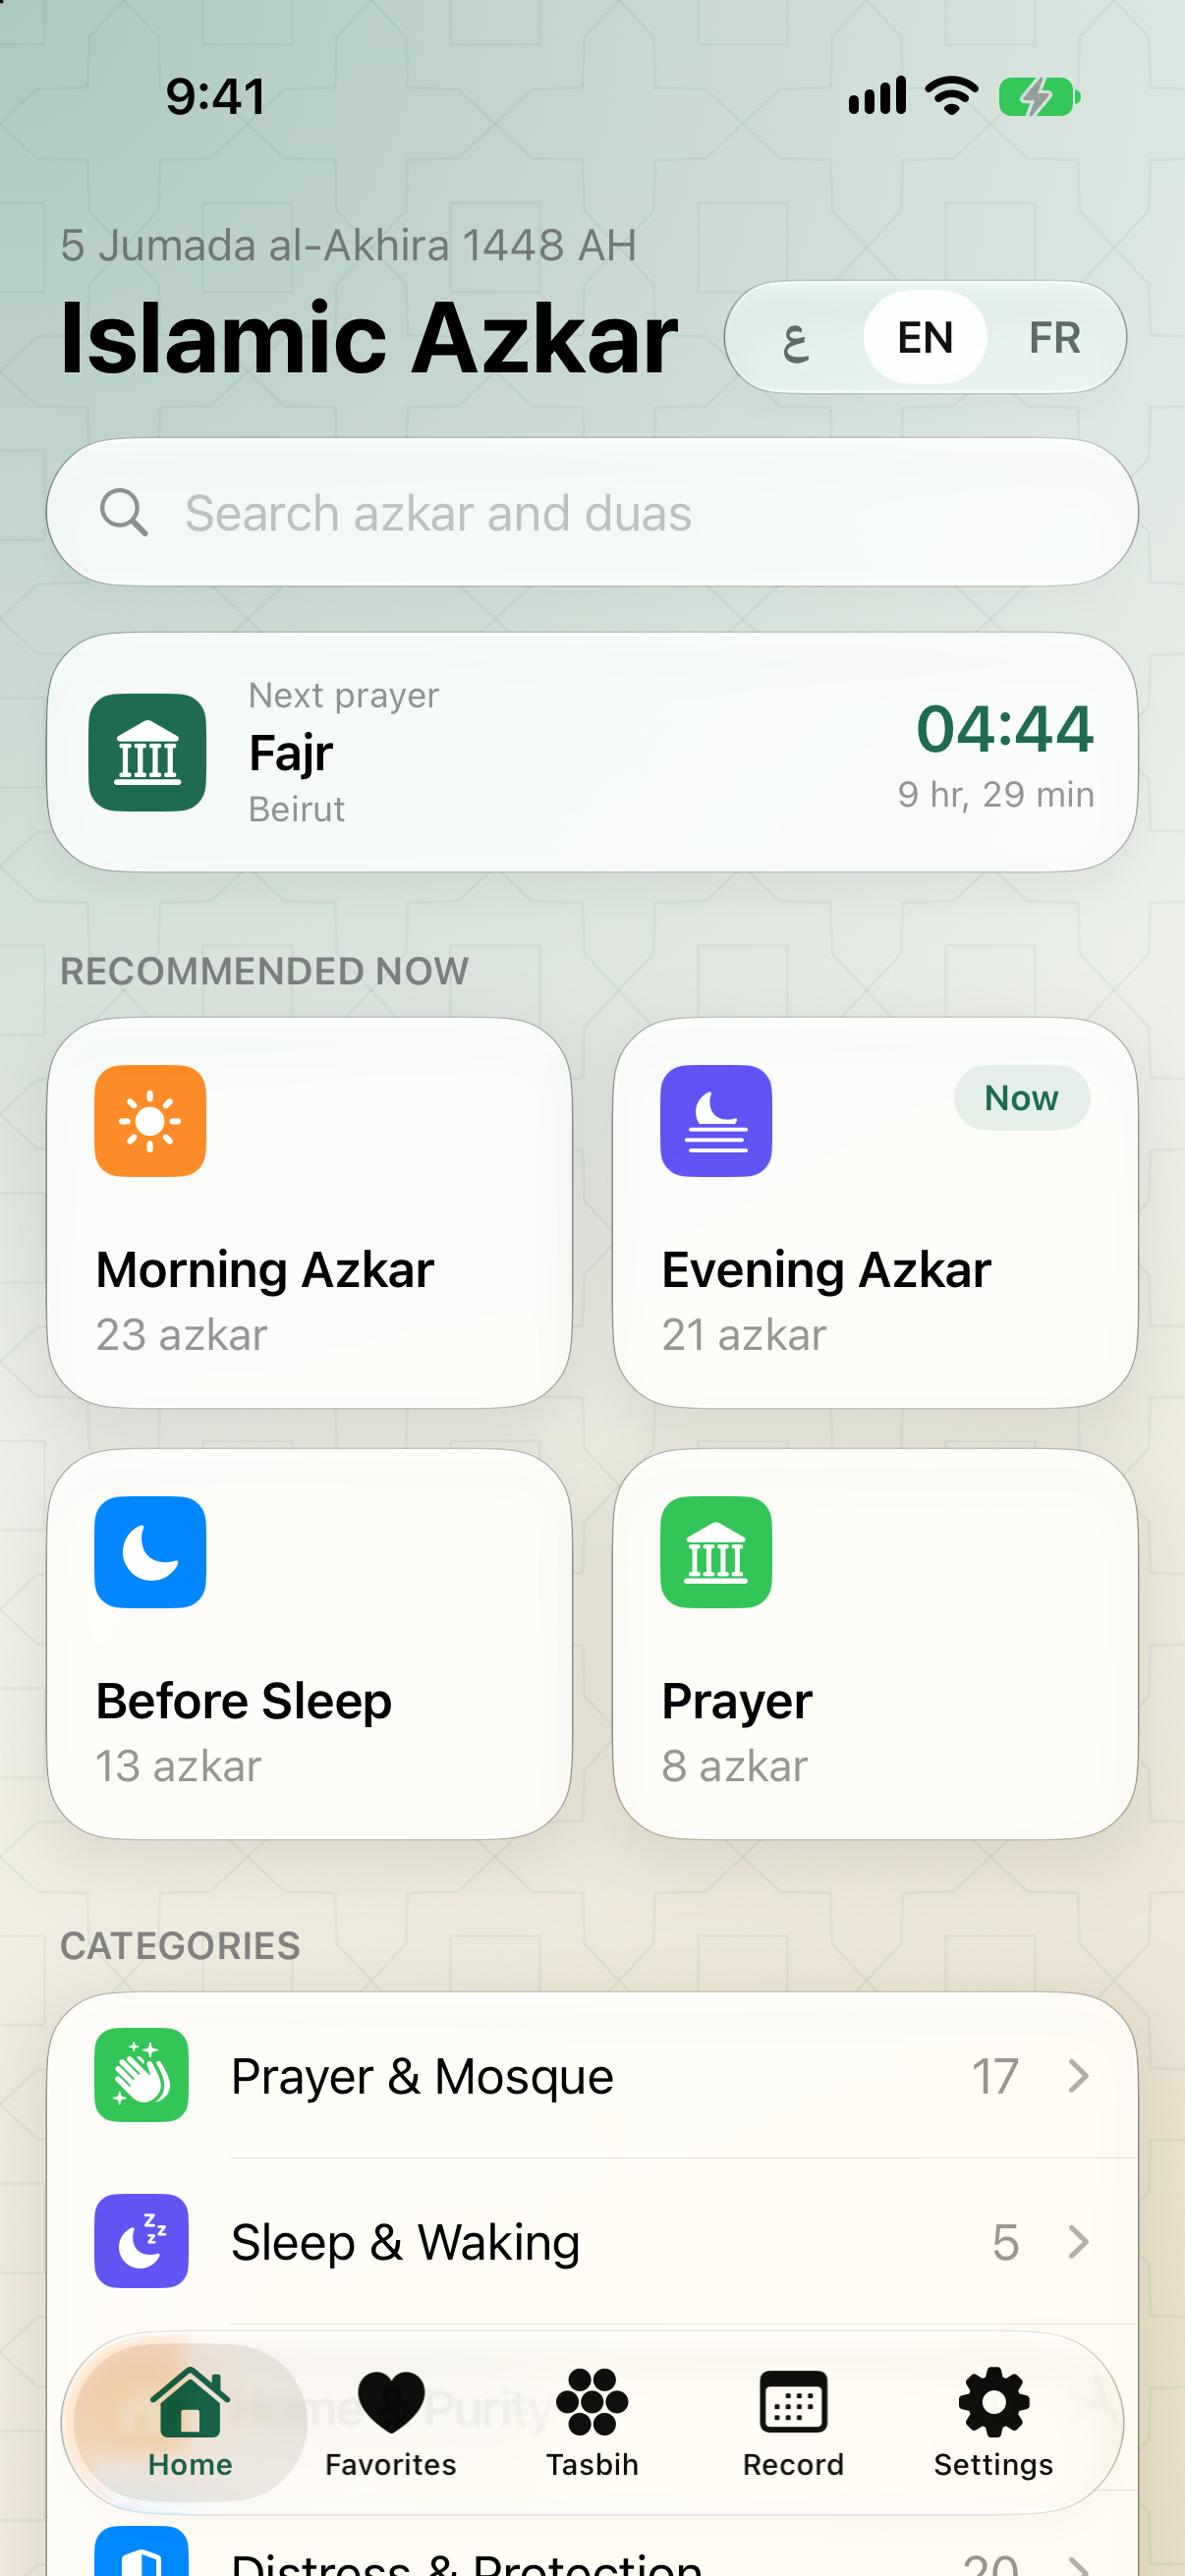 9:41
5 Jumada al-Akhira 1448 AH
Islamic Azkar
ع EN FR
Search azkar and duas
Next prayer
Fajr
Beirut
04:44
9 hr, 29 min
RECOMMENDED NOW
Now
Morning Azkar
23 azkar
Evening Azkar
21 azkar
Before Sleep
13 azkar
Prayer
8 azkar
CATEGORIES
Prayer & Mosque 17
Sleep & Waking 5
Purity
Home Favorites Tasbih Record Settings
Distress & Protection 20